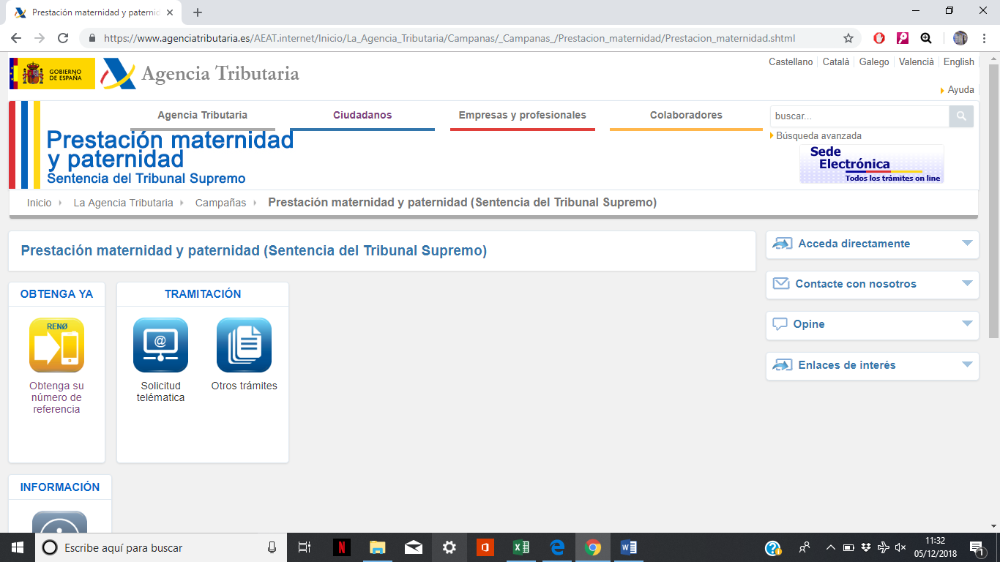 Prestación maternidad y paternid
https://www.agenciatributaria.es/AEAT.internet/Inicio/La_Agencia_Tributaria/Campanas/_Campanas_/Prestacion_maternidad/Prestacion_maternidad.shtml
GOBIERNO
DE ESPAÑA
Agencia Tributaria
Castellano Català Galego Valencià English
Ayuda
Agencia Tributaria Ciudadanos Empresas y profesionales Colaboradores
buscar...
Búsqueda avanzada
Prestación maternidad
y paternidad
Sentencia del Tribunal Supremo
Sede
Electrónica
Todos los trámites on line
Inicio La Agencia Tributaria Campañas Prestación maternidad y paternidad (Sentencia del Tribunal Supremo)
Prestación maternidad y paternidad (Sentencia del Tribunal Supremo)
Acceda directamente
Contacte con nosotros
Opine
Enlaces de interés
OBTENGA YA
RENØ
Obtenga su
número de
referencia
TRAMITACIÓN
@
Solicitud
telématica
Otros trámites
INFORMACIÓN
Escribe aquí para buscar
11:32
05/12/2018
1